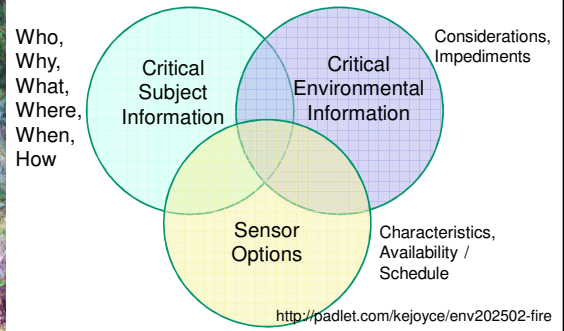 Who,
Why,
What,
Where,
When,
How
Critical
Subject
Information
Critical
Environmental
Information
Considerations,
Impediments
Sensor
Options
Characteristics,
Availability /
Schedule
http://padlet.com/kejoyce/env202502-fire